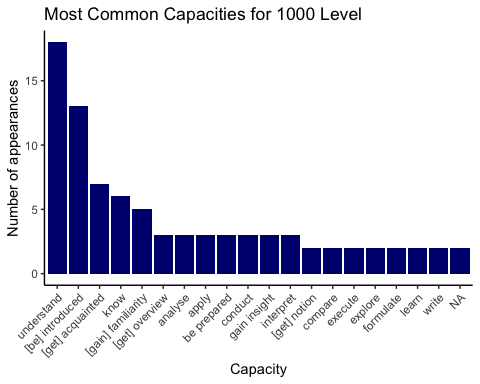 Most Common Capacities for 1000 Level
Number of appearances
15
10
5
0
understand
[be] introduced
[get] acquainted
know
[gain] familiarity
[get] overview
analyse
apply
be prepared
conduct
gain insight
interpret
[get] notion
compare
execute
explore
formulate
learn
write
NA
Capacity